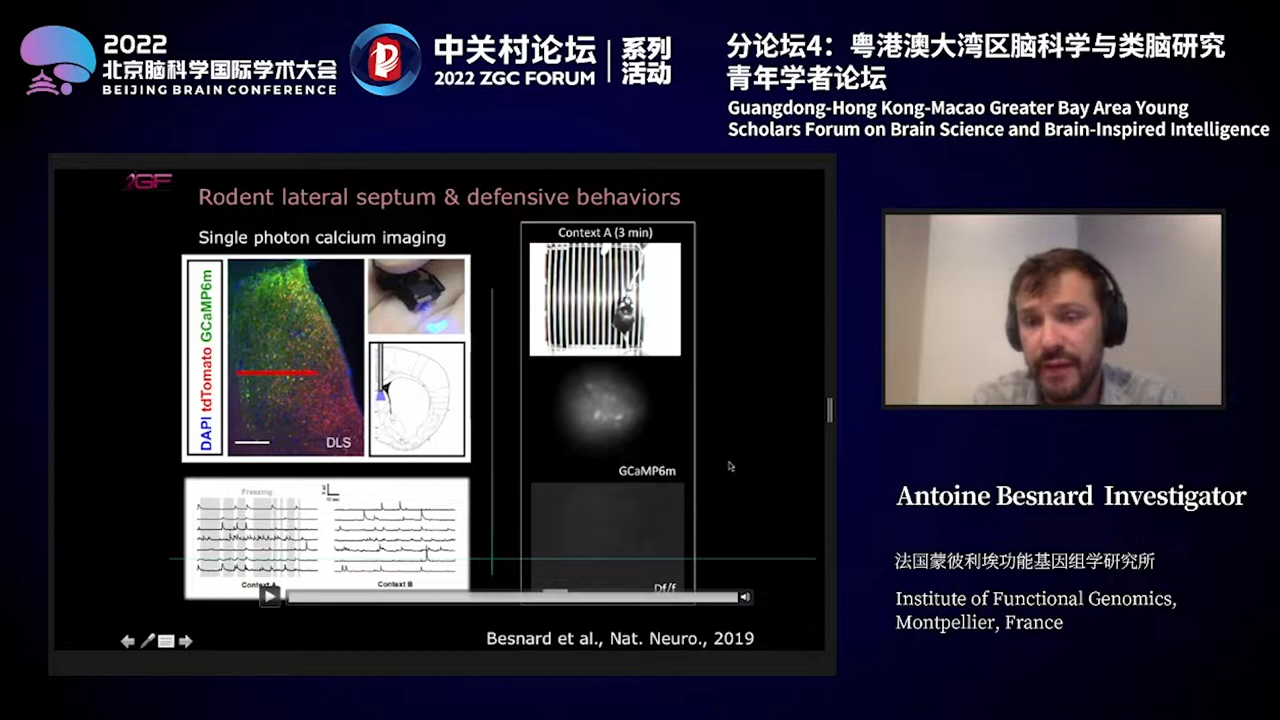 2022
北京脑科学国际学术大会
BEIJING BRAIN CONFERENCE
中关村论坛
2022 ZGC FORUM
系列
活动
分论坛4：粤港澳大湾区脑科学与类脑研究
青年学者论坛
Guangdong-Hong Kong-Macao Greater Bay Area Young
Scholars Forum on Brain Science and Brain-Inspired Intelligence
IGF
Rodent lateral septum & defensive behaviors
Single photon calcium imaging
DAPI tdTomato GCaMP6m
DLS
Context A (3 min)
GCaMP6m
Df/f
Freezing
Context A
Context B
Besnard et al., Nat. Neuro., 2019
Antoine Besnard Investigator
法国蒙彼利埃功能基因组学研究所
Institute of Functional Genomics,
Montpellier, France